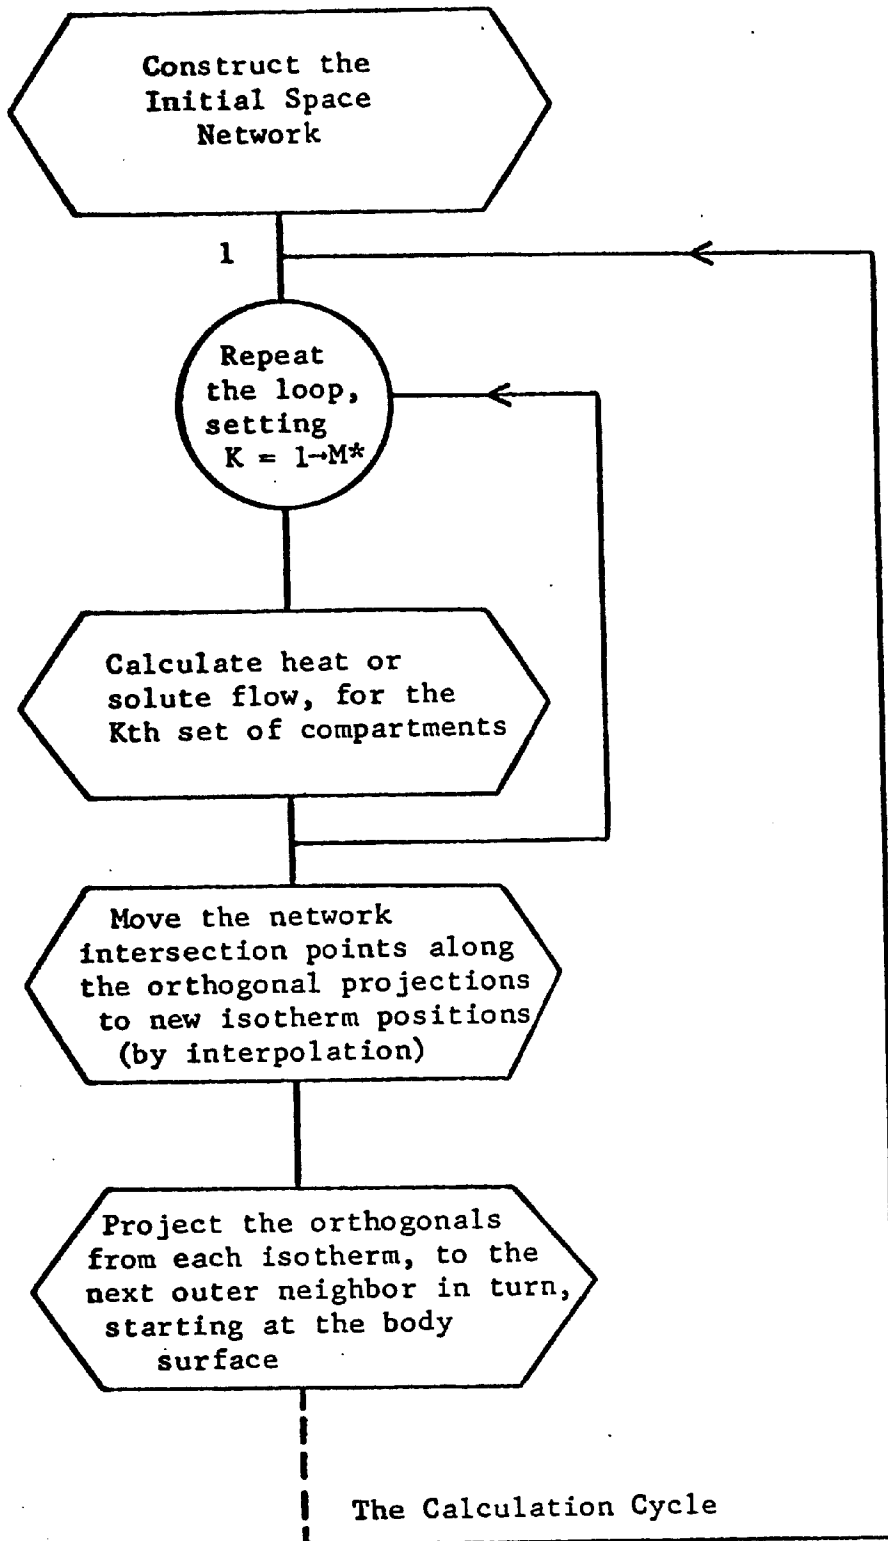 Construct the
Initial Space
Network
1
Repeat
the loop,
setting
K = 1→M*
Calculate heat or
solute flow, for the
Kth set of compartments
Move the network
intersection points along
the orthogonal projections
to new isotherm positions
(by interpolation)
Project the orthogonals
from each isotherm, to the
next outer neighbor in turn,
starting at the body
surface
The Calculation Cycle